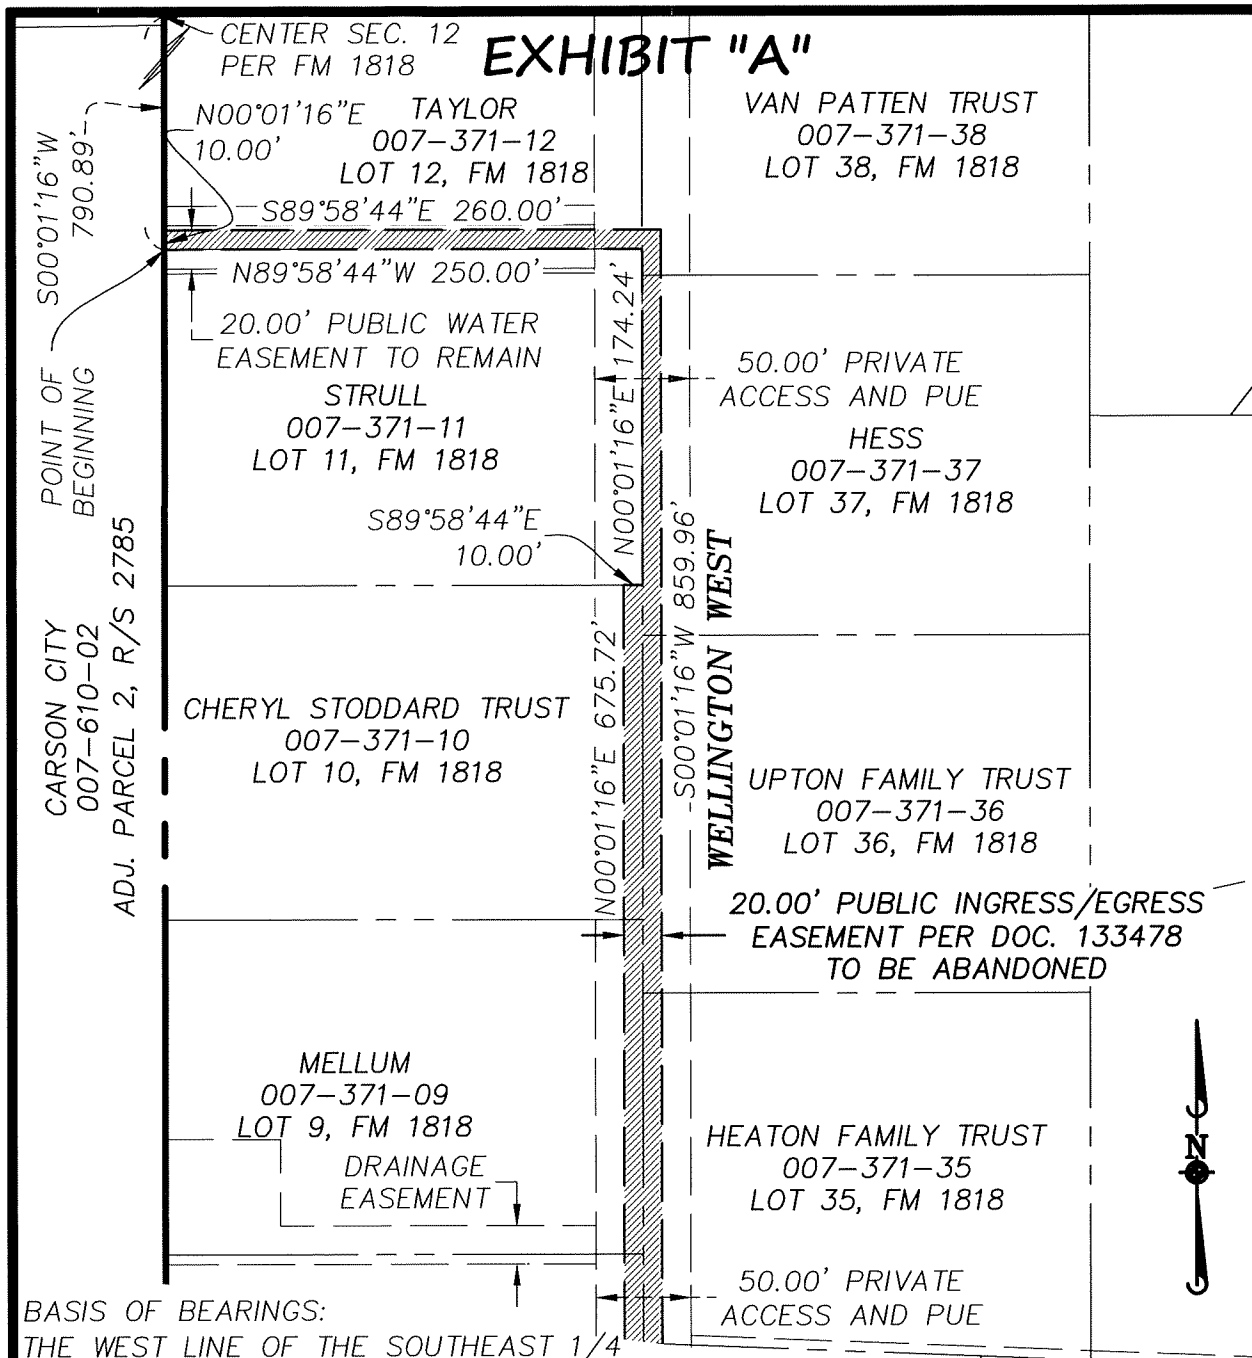 EXHIBIT "A"
CENTER SEC. 12
PER FM 1818
N00°01'16"E
10.00'
TAYLOR
007-371-12
LOT 12, FM 1818
VAN PATTEN TRUST
007-371-38
LOT 38, FM 1818
S00°01'16"W
790.89'
S89°58'44"E 260.00'
N89°58'44"W 250.00'
20.00' PUBLIC WATER
EASEMENT TO REMAIN
N00°01'16"E 174.24'
50.00' PRIVATE
ACCESS AND PUE
POINT OF
BEGINNING
STRULL
007-371-11
LOT 11, FM 1818
HESS
007-371-37
LOT 37, FM 1818
S89°58'44"E
10.00'
S00°01'16"W 859.96'
WELLINGTON WEST
CARSON CITY
007-610-02
ADJ. PARCEL 2, R/S 2785
N00°01'16"E 675.72'
CHERYL STODDARD TRUST
007-371-10
LOT 10, FM 1818
UPTON FAMILY TRUST
007-371-36
LOT 36, FM 1818
20.00' PUBLIC INGRESS/EGRESS
EASEMENT PER DOC. 133478
TO BE ABANDONED
MELLUM
007-371-09
LOT 9, FM 1818
DRAINAGE
EASEMENT
HEATON FAMILY TRUST
007-371-35
LOT 35, FM 1818
N
50.00' PRIVATE
ACCESS AND PUE
BASIS OF BEARINGS:
THE WEST LINE OF THE SOUTHEAST 1/4